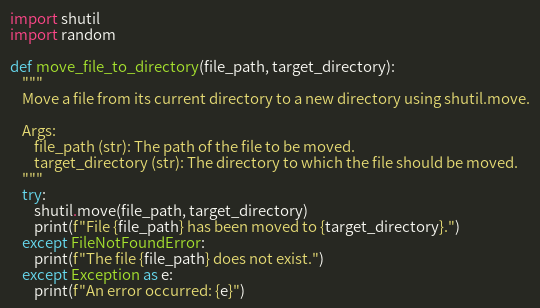 import shutil
import random

def move_file_to_directory(file_path, target_directory):
    """
    Move a file from its current directory to a new directory using shutil.move.

    Args:
        file_path (str): The path of the file to be moved.
        target_directory (str): The directory to which the file should be moved.
    """
    try:
        shutil.move(file_path, target_directory)
        print(f"File {file_path} has been moved to {target_directory}.")
    except FileNotFoundError:
        print(f"The file {file_path} does not exist.")
    except Exception as e:
        print(f"An error occurred: {e}")